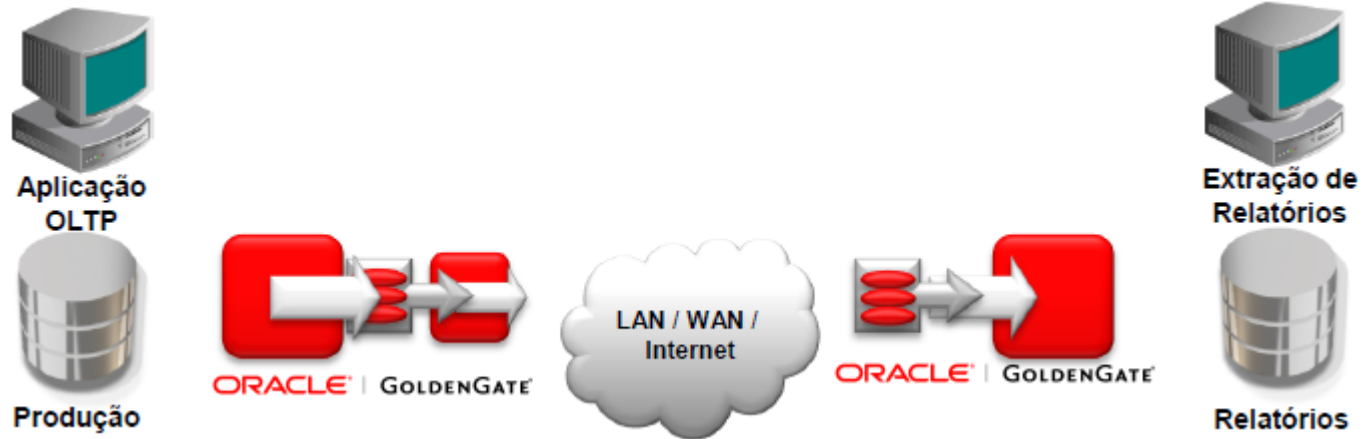 Aplicação
OLTP
Produção
ORACLE® | GOLDENGATE
LAN / WAN /
Internet
ORACLE® | GOLDENGATE
Extração de
Relatórios
Relatórios